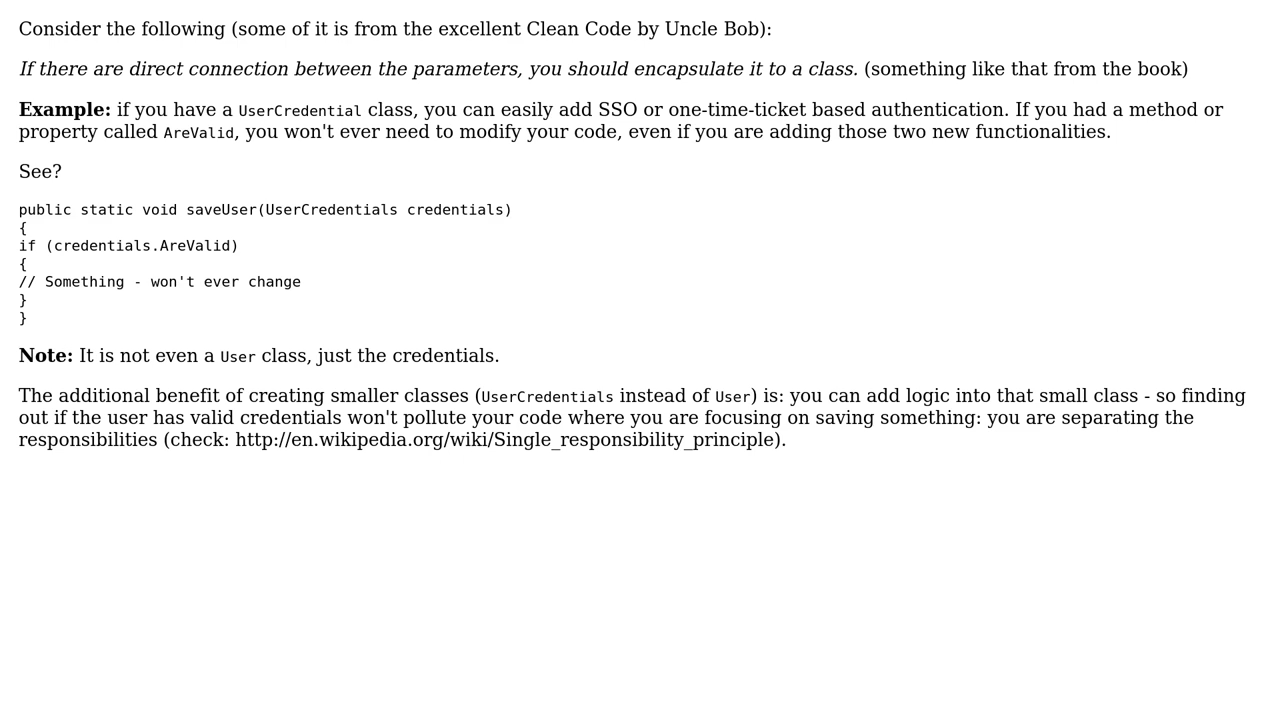 Consider the following (some of it is from the excellent Clean Code by Uncle Bob):
If there are direct connection between the parameters, you should encapsulate it to a class. (something like that from the book)
Example: if you have a UserCredential class, you can easily add SSO or one-time-ticket based authentication. If you had a method or
property called AreValid, you won't ever need to modify your code, even if you are adding those two new functionalities.
See?
public static void saveUser(UserCredentials credentials)
{
if (credentials.AreValid)
{
// Something - won't ever change
}
}
Note: It is not even a User class, just the credentials.
The additional benefit of creating smaller classes (UserCredentials instead of User) is: you can add logic into that small class - so finding
out if the user has valid credentials won't pollute your code where you are focusing on saving something: you are separating the
responsibilities (check: http://en.wikipedia.org/wiki/Single_responsibility_principle).